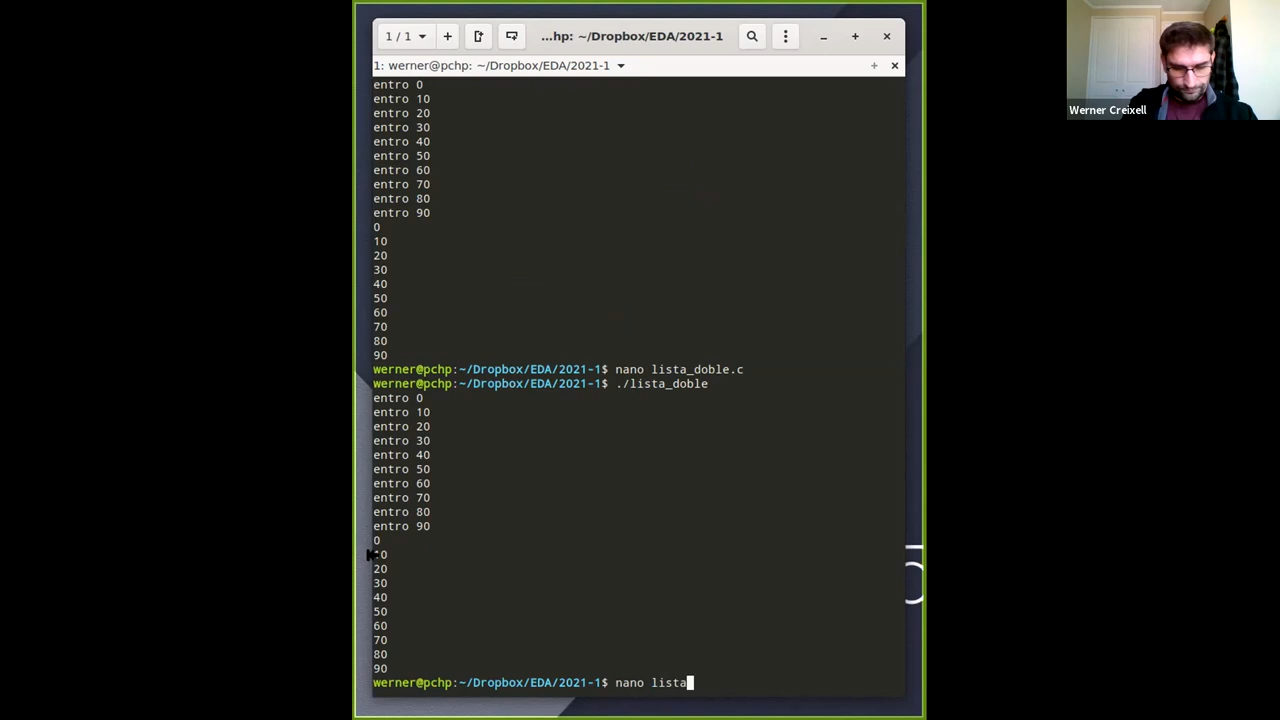 1 / 1
…hp: ~/Dropbox/EDA/2021-1
1: werner@pchp: ~/Dropbox/EDA/2021-1
entro 0
entro 10
entro 20
entro 30
entro 40
entro 50
entro 60
entro 70
entro 80
entro 90
0
10
20
30
40
50
60
70
80
90
werner@pchp:~/Dropbox/EDA/2021-1$ nano lista_doble.c
werner@pchp:~/Dropbox/EDA/2021-1$ ./lista_doble
entro 0
entro 10
entro 20
entro 30
entro 40
entro 50
entro 60
entro 70
entro 80
entro 90
0
10
20
30
40
50
60
70
80
90
werner@pchp:~/Dropbox/EDA/2021-1$ nano lista
Werner Creixell